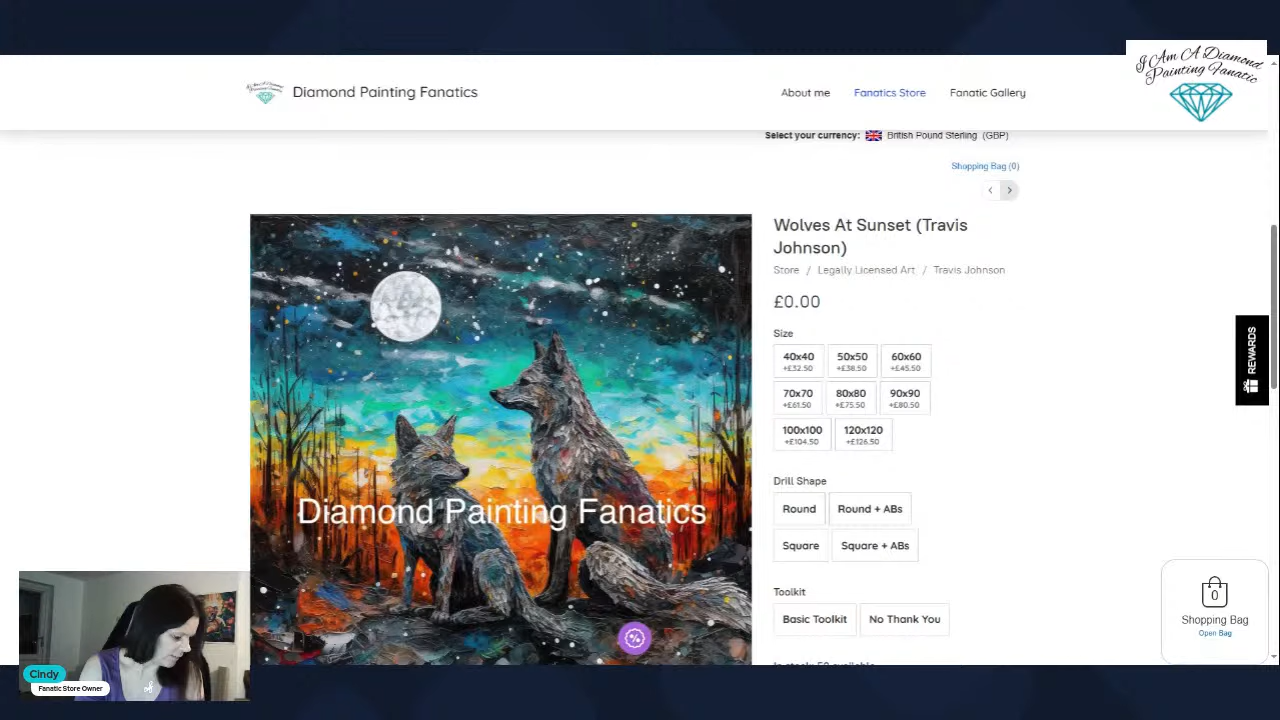 I Am A Diamond
Painting Fanatic
Diamond Painting Fanatics
About me
Fanatics Store
Fanatic Gallery
Select your currency: British Pound Sterling (GBP)
Shopping Bag (0)
Wolves At Sunset (Travis
Johnson)
Store / Legally Licensed Art / Travis Johnson
£0.00
Size
40x40
+£32.50
50x50
+£38.50
60x60
+£45.50
70x70
+£61.50
80x80
+£75.50
90x90
+£80.50
100x100
+£104.50
120x120
+£126.50
Drill Shape
Round
Round + ABs
Square
Square + ABs
Toolkit
Basic Toolkit
No Thank You
In stock: 50 available
Diamond Painting Fanatics
REWARDS
0
Shopping Bag
Open Bag
Cindy
Fanatic Store Owner